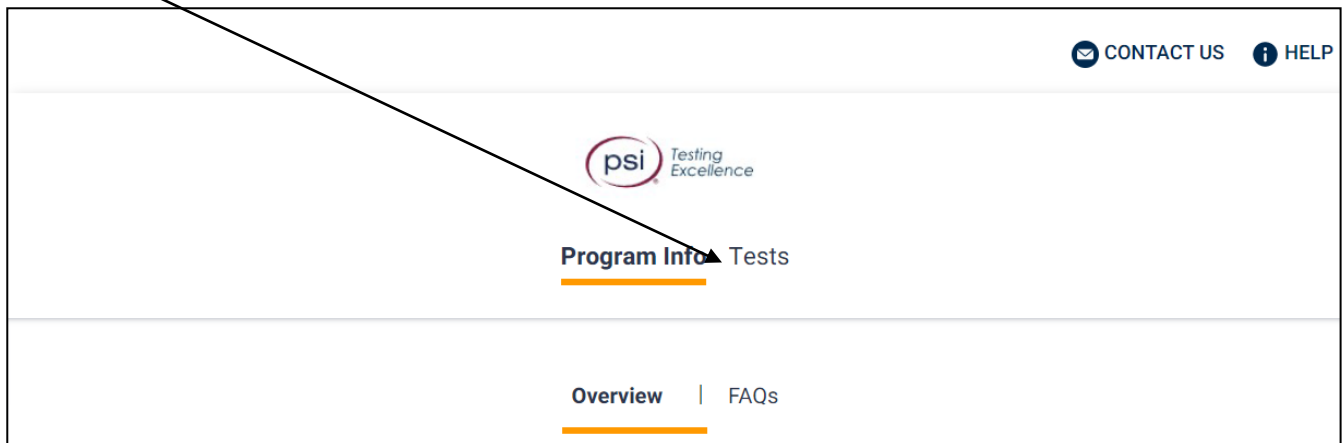 CONTACT US HELP
psi Testing
Excellence
Program Info Tests
Overview | FAQs